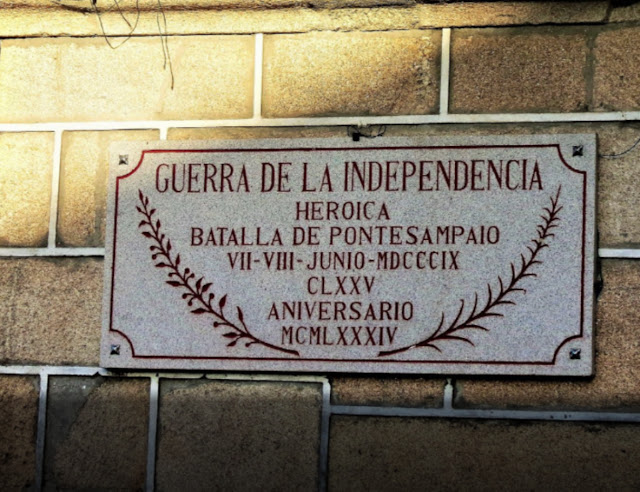 GUERRA DE LA INDEPENDENCIA
HEROICA
BATALLA DE PONTESAMPAIO
VII-VIII-JUNIO-MDCCCIX
CLXXV
ANIVERSARIO
MCMLXXXIV